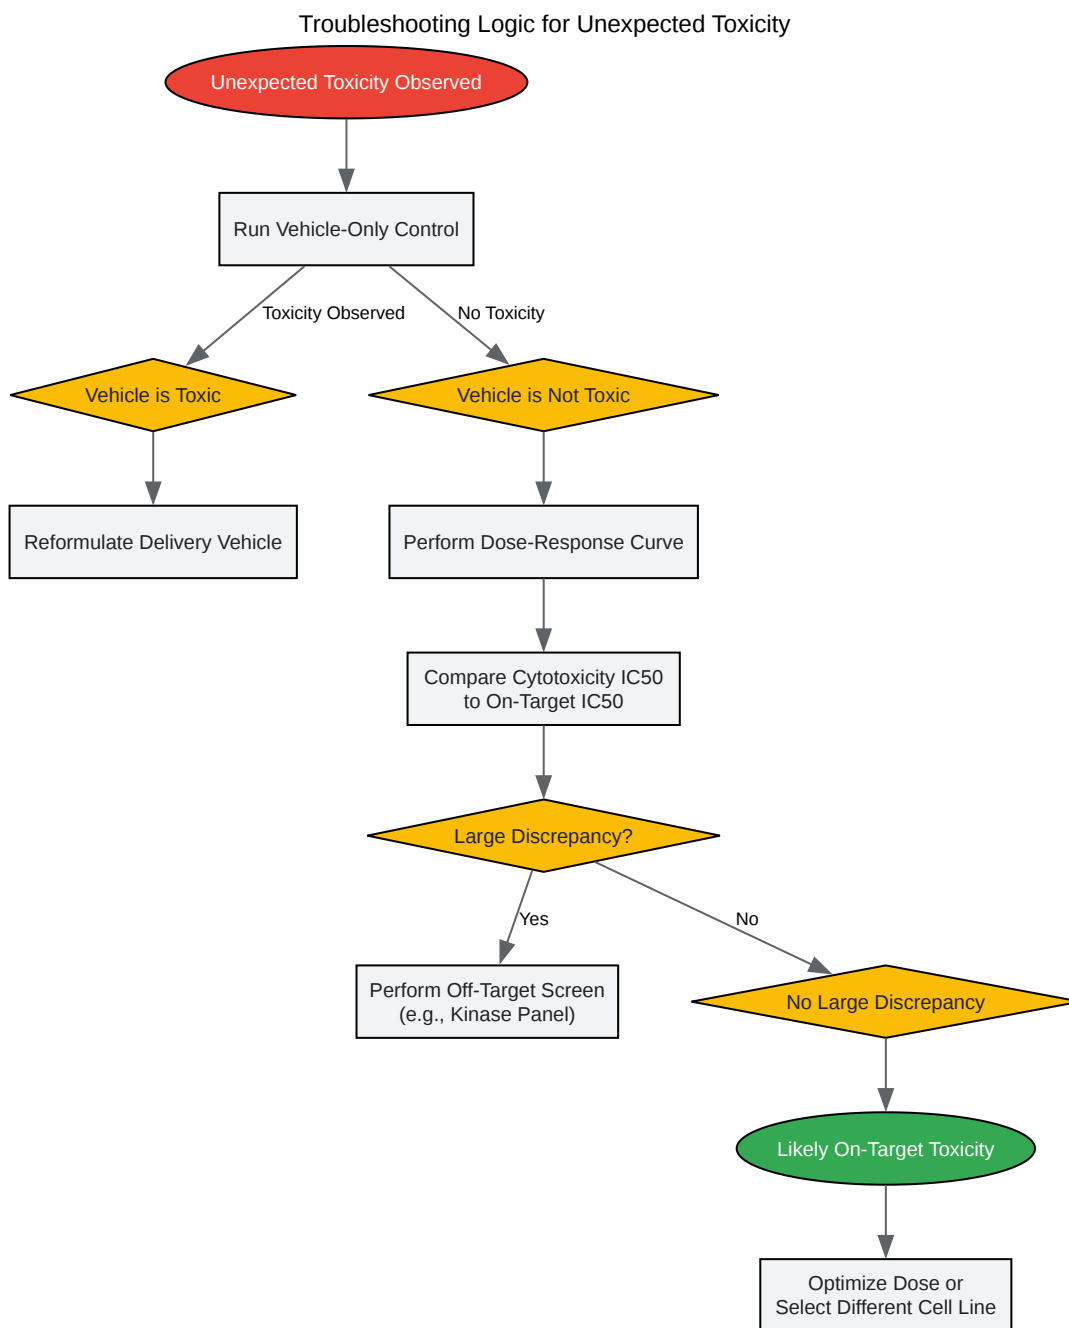 Troubleshooting Logic for Unexpected Toxicity
Unexpected Toxicity Observed
Run Vehicle-Only Control
Toxicity Observed
No Toxicity
Vehicle is Toxic
Vehicle is Not Toxic
Reformulate Delivery Vehicle
Perform Dose-Response Curve
Compare Cytotoxicity IC50
to On-Target IC50
Large Discrepancy?
Yes
No
Perform Off-Target Screen
(e.g., Kinase Panel)
No Large Discrepancy
Likely On-Target Toxicity
Optimize Dose or
Select Different Cell Line